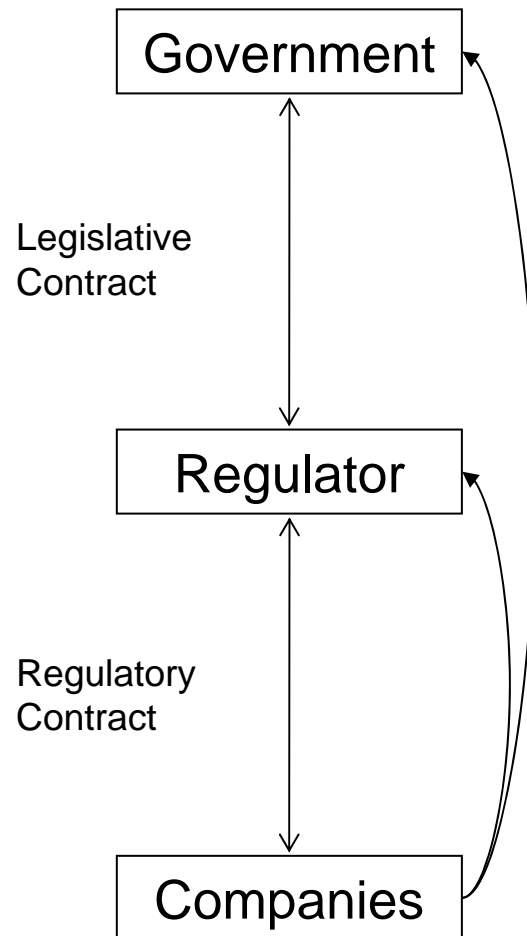 Government
Legislative
Contract
Regulator
Regulatory
Contract
Companies